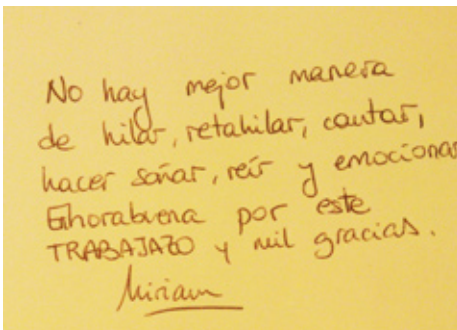 No hay mejor manera
de hilar, retahilar, contar,
hacer soñar, reír y emocionar
Enhorabuena por este
TRABAJAZO y mil gracias.
Miriam